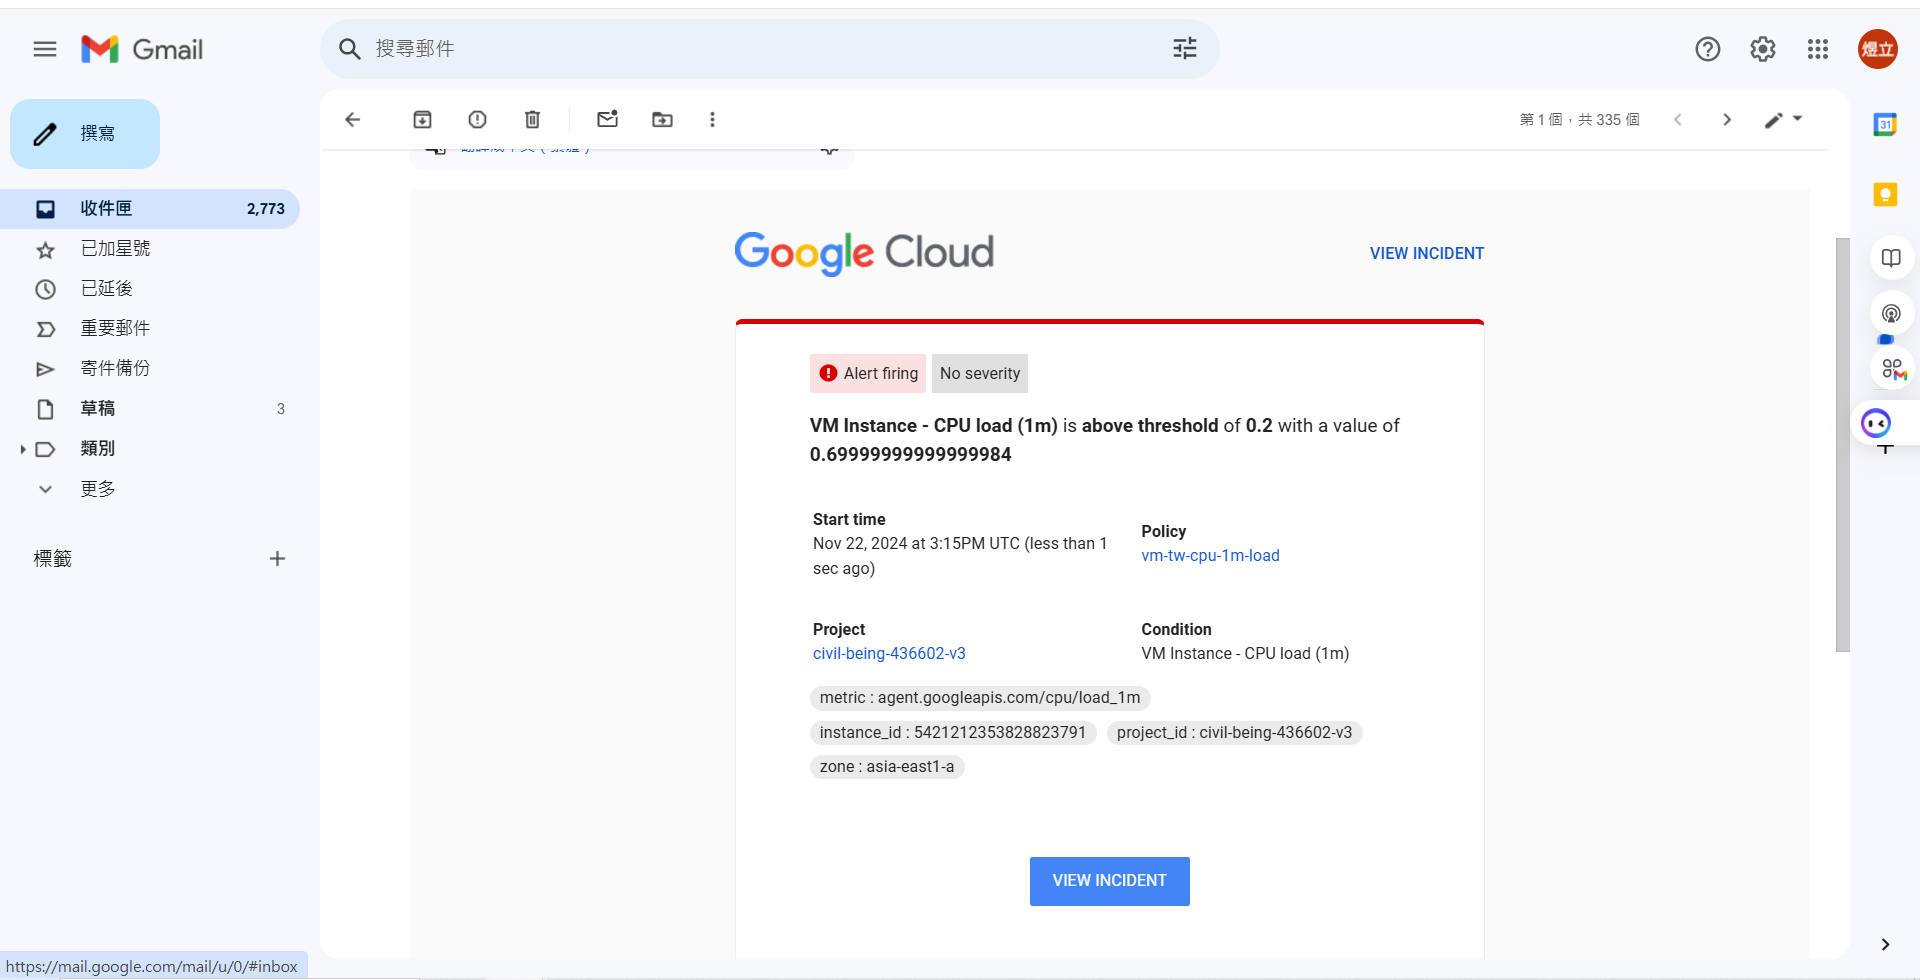 Gmail
搜尋郵件
煜立
撰寫
第 1 個，共 335 個
31
收件匣 2,773
已加星號
已延後
重要郵件
寄件備份
草稿 3
類別
更多
標籤
Google Cloud
VIEW INCIDENT
Alert firing
No severity
VM Instance - CPU load (1m) is above threshold of 0.2 with a value of
0.69999999999999984
Start time
Nov 22, 2024 at 3:15PM UTC (less than 1
sec ago)
Policy
vm-tw-cpu-1m-load
Project
civil-being-436602-v3
Condition
VM Instance - CPU load (1m)
metric : agent.googleapis.com/cpu/load_1m
instance_id : 5421212353828823791 project_id : civil-being-436602-v3
zone : asia-east1-a
VIEW INCIDENT
https://mail.google.com/mail/u/0/#inbox